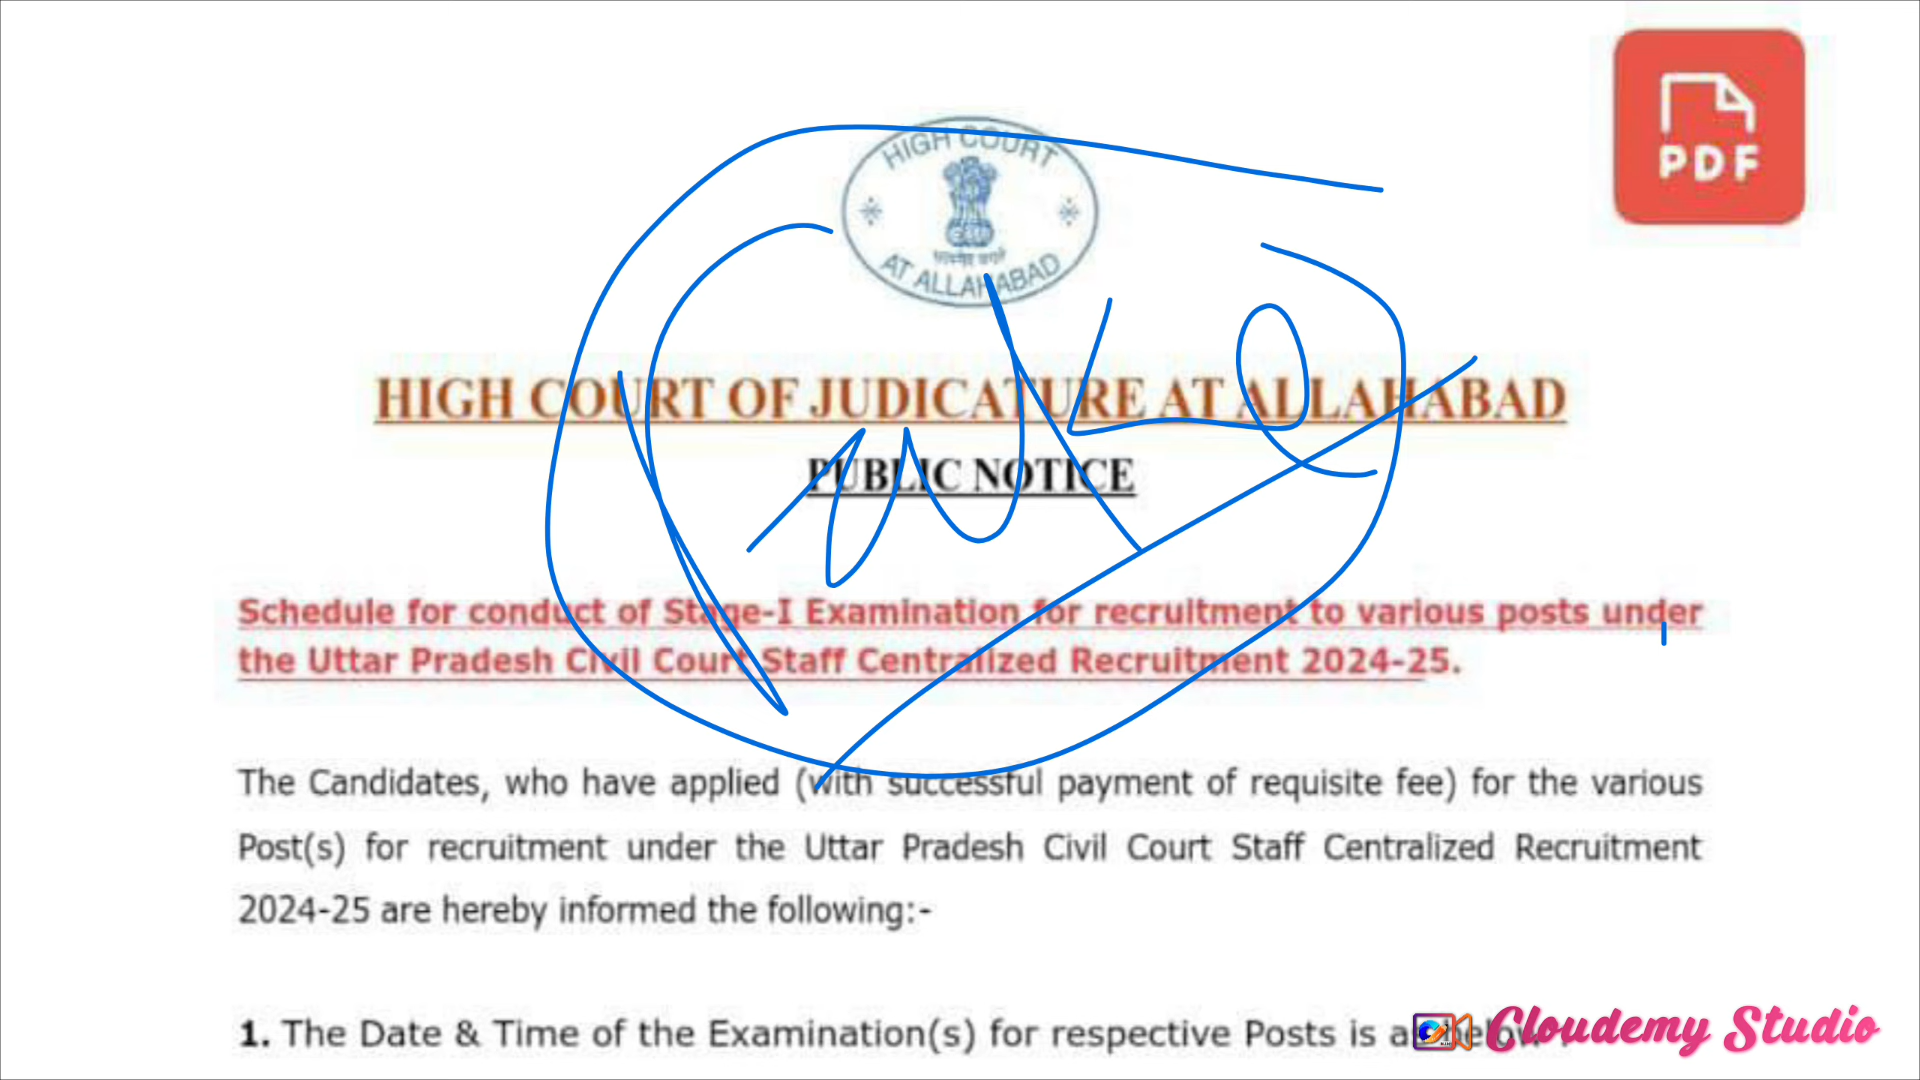 PDF
HIGH COURT
AT ALLAHABAD
HIGH COURT OF JUDICATURE AT ALLAHABAD
PUBLIC NOTICE
Schedule for conduct of Stage-I Examination for recruitment to various posts under
the Uttar Pradesh Civil Court Staff Centralized Recruitment 2024-25.
The Candidates, who have applied (with successful payment of requisite fee) for the various
Post(s) for recruitment under the Uttar Pradesh Civil Court Staff Centralized Recruitment
2024-25 are hereby informed the following:-
1. The Date & Time of the Examination(s) for respective Posts is as below
Cloudemy Studio